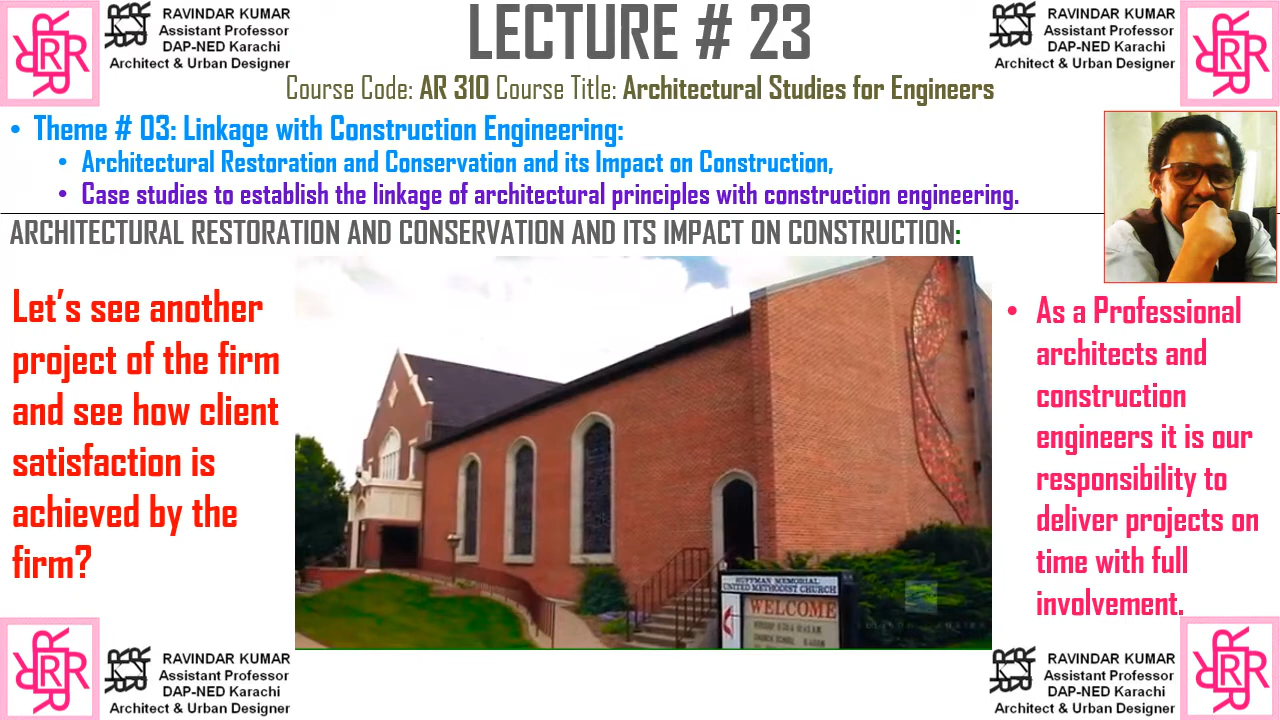 RAVINDAR KUMAR
Assistant Professor
DAP-NED Karachi
Architect & Urban Designer
LECTURE # 23
RAVINDAR KUMAR
Assistant Professor
DAP-NED Karachi
Architect & Urban Designer
Course Code: AR 310 Course Title: Architectural Studies for Engineers
• Theme # 03: Linkage with Construction Engineering:
• Architectural Restoration and Conservation and its Impact on Construction,
• Case studies to establish the linkage of architectural principles with construction engineering.
ARCHITECTURAL RESTORATION AND CONSERVATION AND ITS IMPACT ON CONSTRUCTION:
Let's see another
project of the firm
and see how client
satisfaction is
achieved by the
firm?
HUFFMAN MEMORIAL
UNITED METHODIST CHURCH
WELCOME
• As a Professional
architects and
construction
engineers it is our
responsibility to
deliver projects on
time with full
involvement.
RAVINDAR KUMAR
Assistant Professor
DAP-NED Karachi
Architect & Urban Designer
RAVINDAR KUMAR
Assistant Professor
DAP-NED Karachi
Architect & Urban Designer